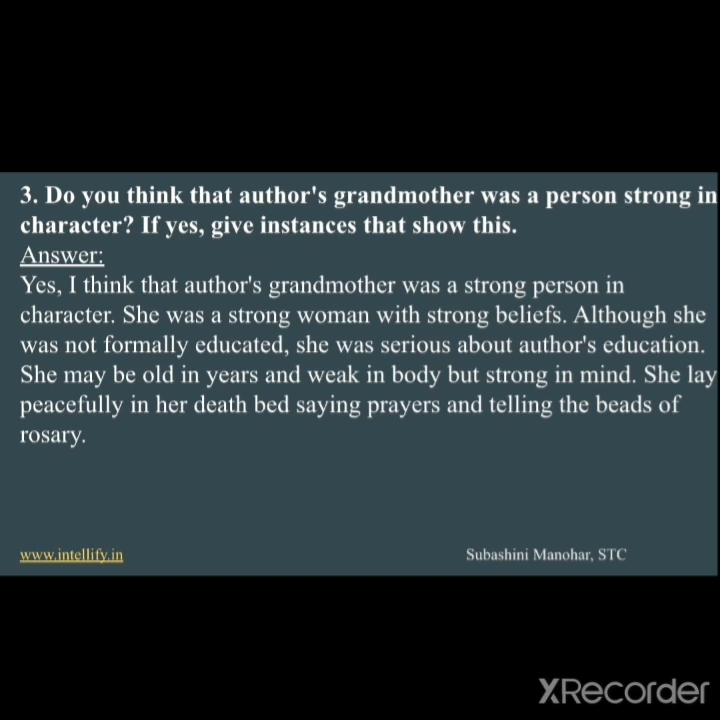 3. Do you think that author's grandmother was a person strong in
character? If yes, give instances that show this.
Answer:
Yes, I think that author's grandmother was a strong person in
character. She was a strong woman with strong beliefs. Although she
was not formally educated, she was serious about author's education.
She may be old in years and weak in body but strong in mind. She lay
peacefully in her death bed saying prayers and telling the beads of
rosary.
www.intellify.in
Subashini Manohar, STC
XRecorder